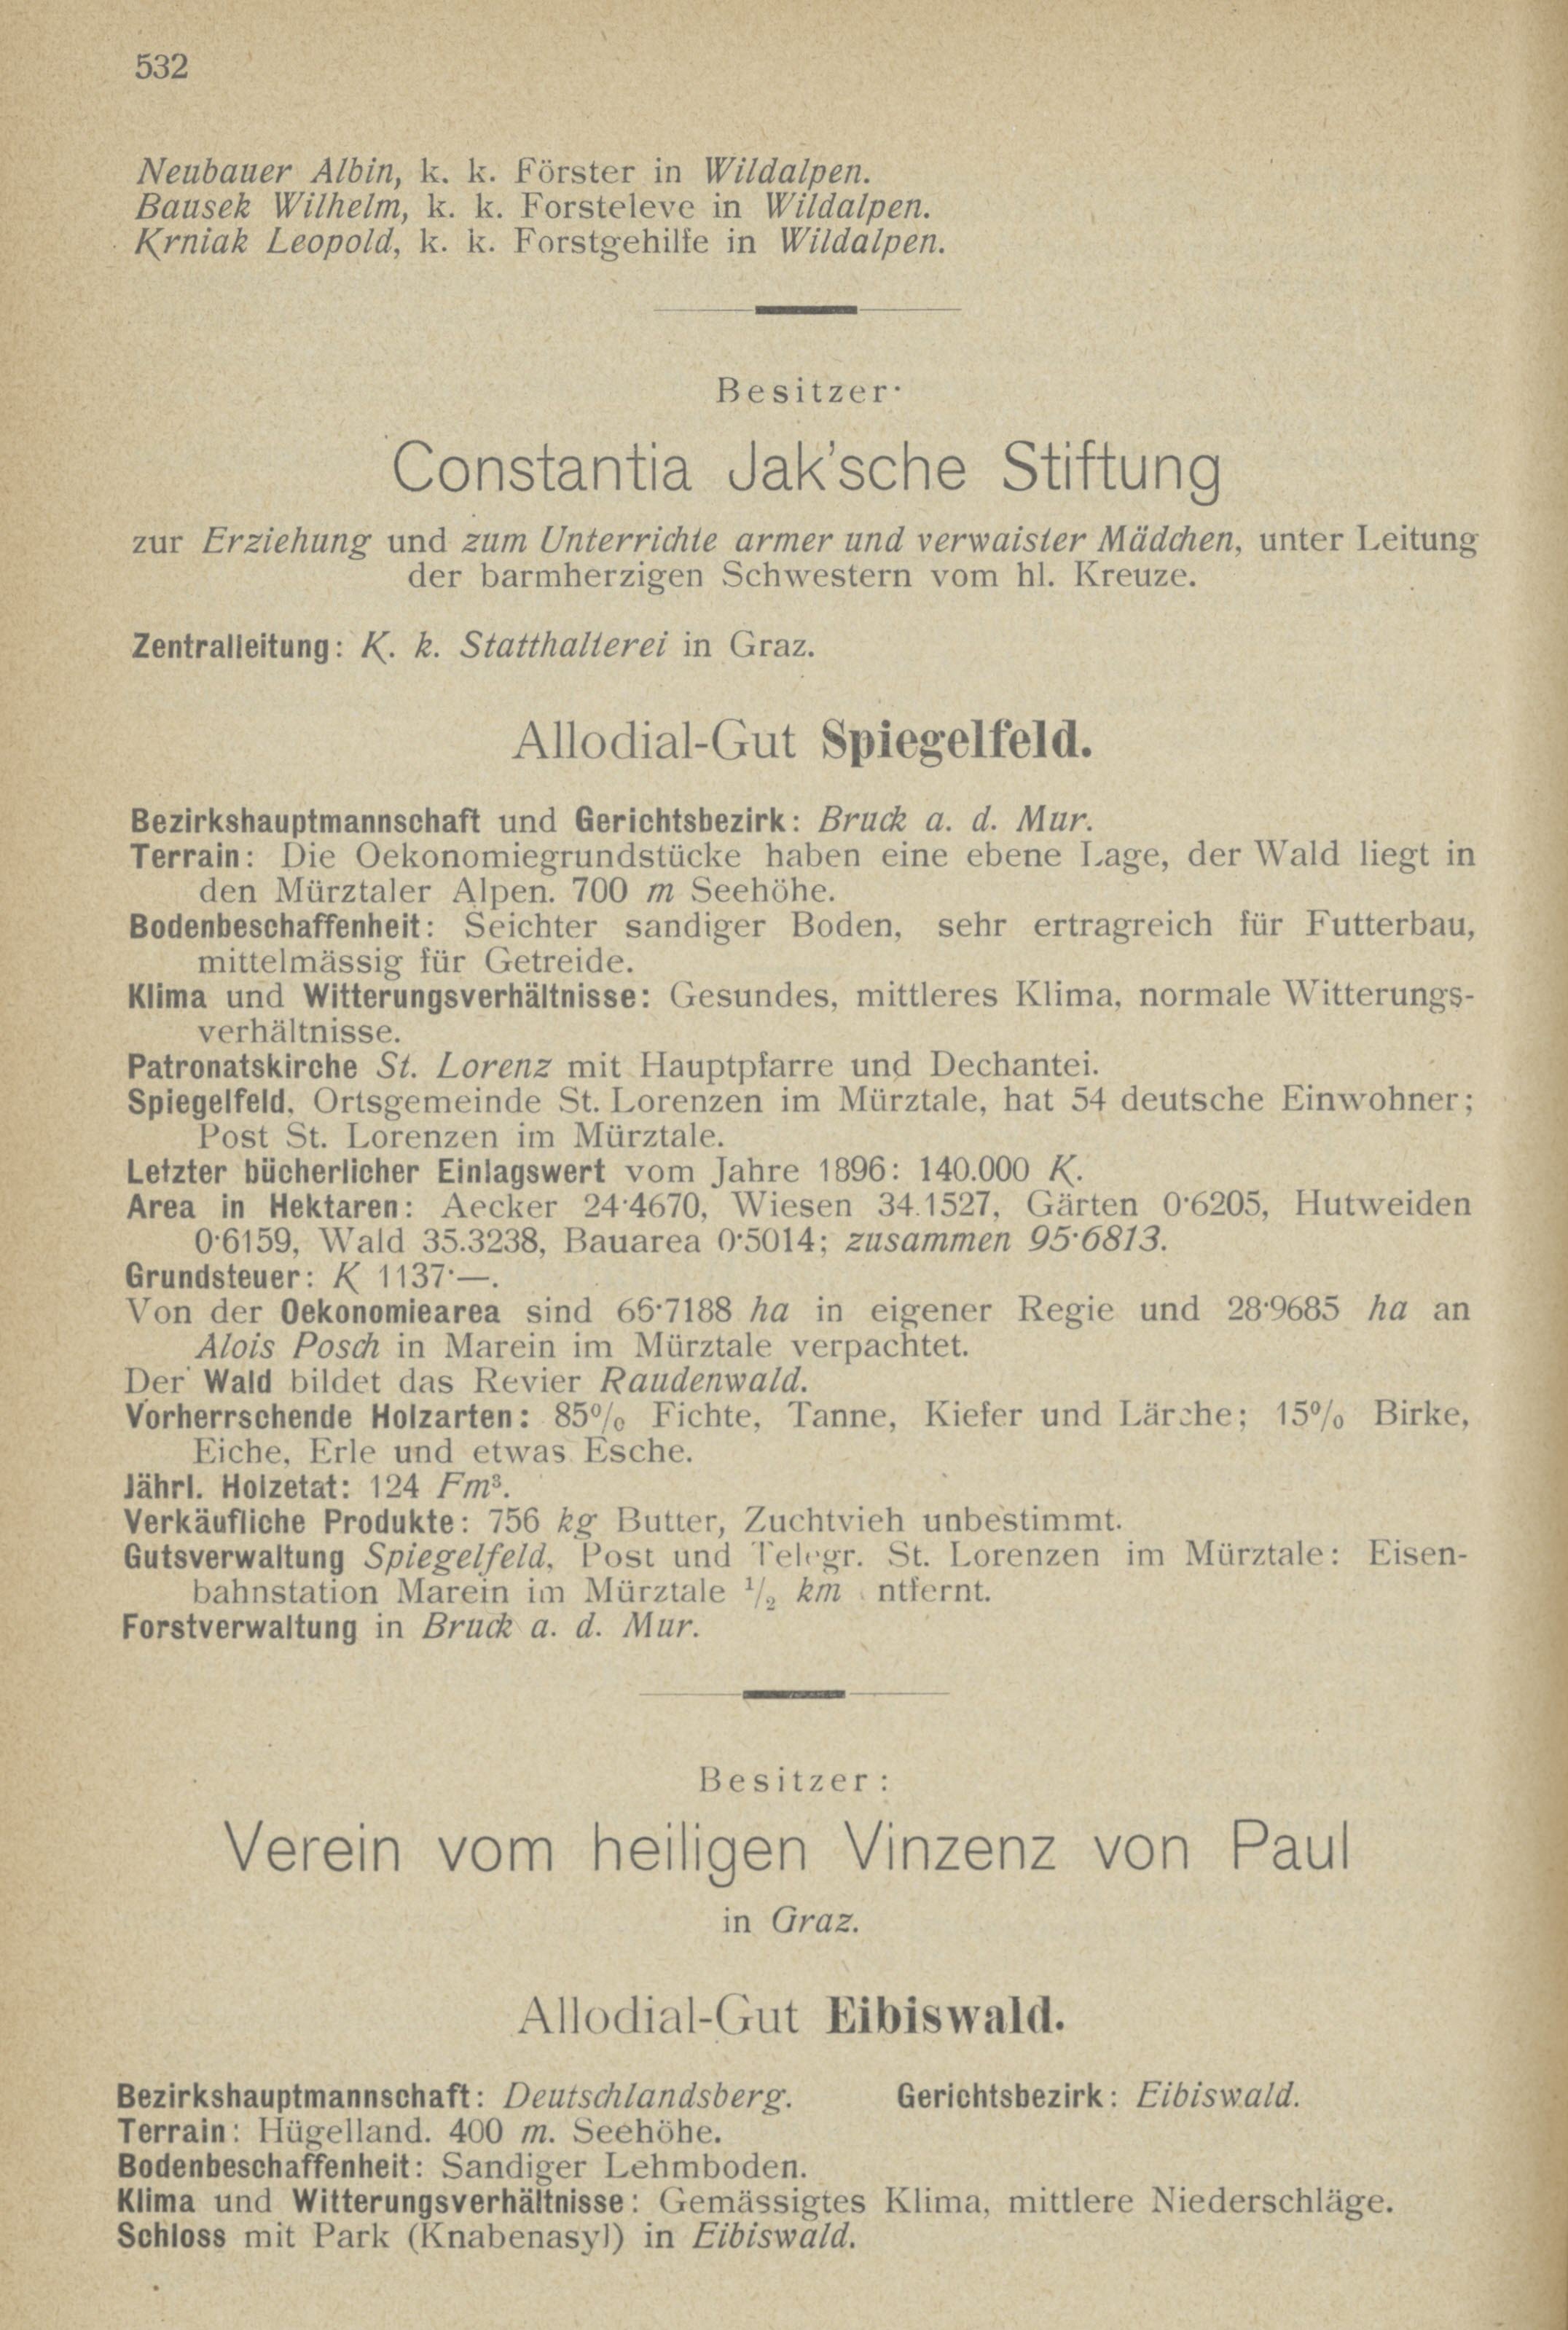 532
Neubauer Albin, k. k. Förster in Wildalpen.
Bausek Wilhelm, k. k. Forsteleve in Wildalpen.
Krniak Leopold, k. k. Forstgehilfe in Wildalpen.
Besitzer·
Constantia Jak'sche Stiftung
zur Erziehung und zum Unterrichte armer und verwaister Mädchen, unter Leitung
der barmherzigen Schwestern vom hl. Kreuze.
Zentralleitung: K. k. Statthalterei in Graz.
Allodial-Gut Spiegelfeld.
Bezirkshauptmannschaft und Gerichtsbezirk: Bruck a. d. Mur.
Terrain: Die Oekonomiegrundstücke haben eine ebene Lage, der Wald liegt in
den Mürztaler Alpen. 700 m Seehöhe.
Bodenbeschaffenheit: Seichter sandiger Boden, sehr ertragreich für Futterbau,
mittelmässig für Getreide.
Klima und Witterungsverhältnisse: Gesundes, mittleres Klima, normale Witterungs-
verhältnisse.
Patronatskirche St. Lorenz mit Hauptpfarre und Dechantei.
Spiegelfeld, Ortsgemeinde St. Lorenzen im Mürztale, hat 54 deutsche Einwohner;
Post St. Lorenzen im Mürztale.
Letzter bücherlicher Einlagswert vom Jahre 1896: 140.000 K.
Area in Hektaren: Aecker 24·4670, Wiesen 34.1527, Gärten 0·6205, Hutweiden
0·6159, Wald 35.3238, Bauarea 0·5014; zusammen 95·6813.
Grundsteuer: K 1137·—.
Von der Oekonomiearea sind 66·7188 ha in eigener Regie und 28·9685 ha an
Alois Posch in Marein im Mürztale verpachtet.
Der Wald bildet das Revier Raudenwald.
Vorherrschende Holzarten: 85% Fichte, Tanne, Kiefer und Lärche; 15% Birke,
Eiche, Erle und etwas Esche.
Jährl. Holzetat: 124 Fm³.
Verkäufliche Produkte: 756 kg Butter, Zuchtvieh unbestimmt.
Gutsverwaltung Spiegelfeld, Post und Telegr. St. Lorenzen im Mürztale: Eisen-
bahnstation Marein im Mürztale ½ km ntfernt.
Forstverwaltung in Bruck a. d. Mur.
Besitzer:
Verein vom heiligen Vinzenz von Paul
in Graz.
Allodial-Gut Eibiswald.
Bezirkshauptmannschaft: Deutschlandsberg. Gerichtsbezirk: Eibiswald.
Terrain: Hügelland. 400 m. Seehöhe.
Bodenbeschaffenheit: Sandiger Lehmboden.
Klima und Witterungsverhältnisse: Gemässigtes Klima, mittlere Niederschläge.
Schloss mit Park (Knabenasyl) in Eibiswald.